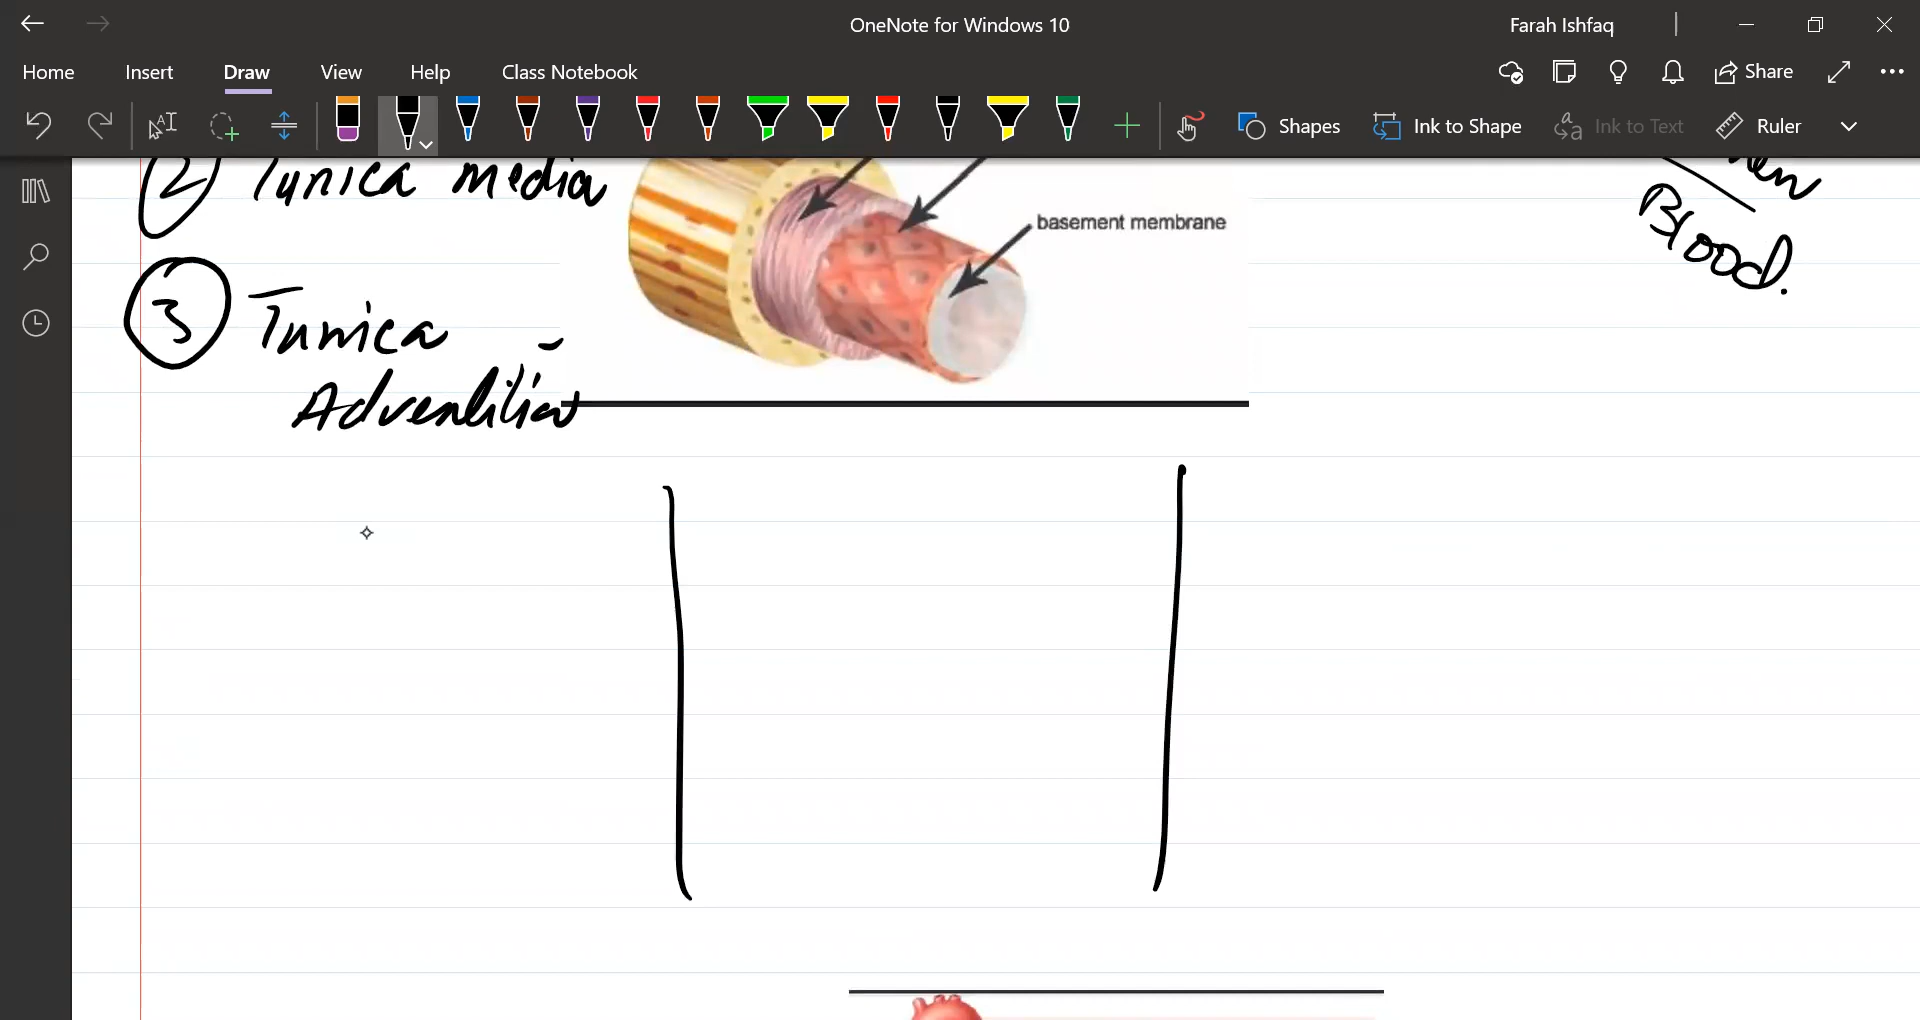 OneNote for Windows 10
Farah Ishfaq
Home Insert Draw View Help Class Notebook
Share
Shapes Ink to Shape Ink to Text Ruler
2 Tunica media
basement membrane
Blood.
3 Tunica
Adventitia